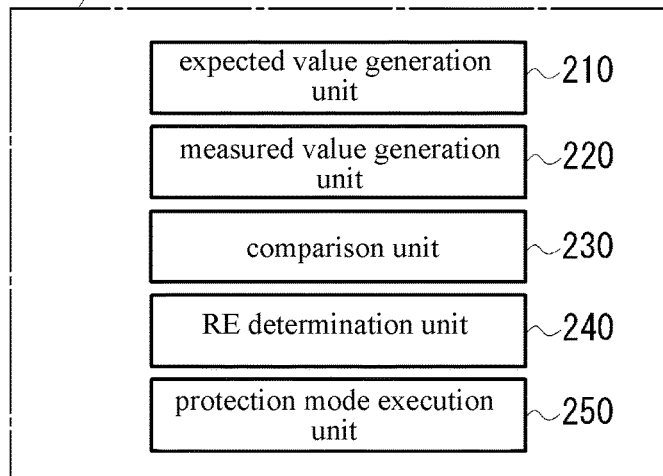 expected value generation
unit
210
measured value generation
unit
220
comparison unit
230
RE determination unit
240
protection mode execution
unit
250